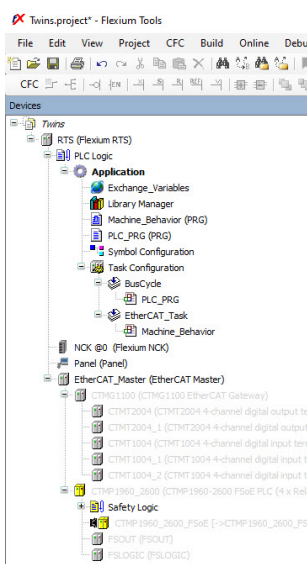 Twins.project* - Flexium Tools
File Edit View Project CFC Build Online Debu
CFC
Devices
Twins
RTS (Flexium RTS)
PLC Logic
Application
Exchange_Variables
Library Manager
Machine_Behavior (PRG)
PLC_PRG (PRG)
Symbol Configuration
Task Configuration
BusCycle
PLC_PRG
EtherCAT_Task
Machine_Behavior
NCK @0 (Flexium NCK)
Panel (Panel)
EtherCAT_Master (EtherCAT Master)
CTMG1100 (CTMG1100 EtherCAT Gateway)
CTMT2004 (CTMT2004 4-channel digital output te
CTMT2004_1 (CTMT2004 4-channel digital output
CTMT1004 (CTMT1004 4-channel digital input tern
CTMT1004_1 (CTMT1004 4-channel digital input t
CTMT1004_2 (CTMT1004 4-channel digital input t
CTMP1960_2600 (CTMP1960-2600 FSoE PLC (4 x Rel
Safety Logic
CTMP1960_2600_FSoE [->CTMP1960_2600_FS
FSOUT (FSOUT)
FSLOGIC (FSLOGIC)